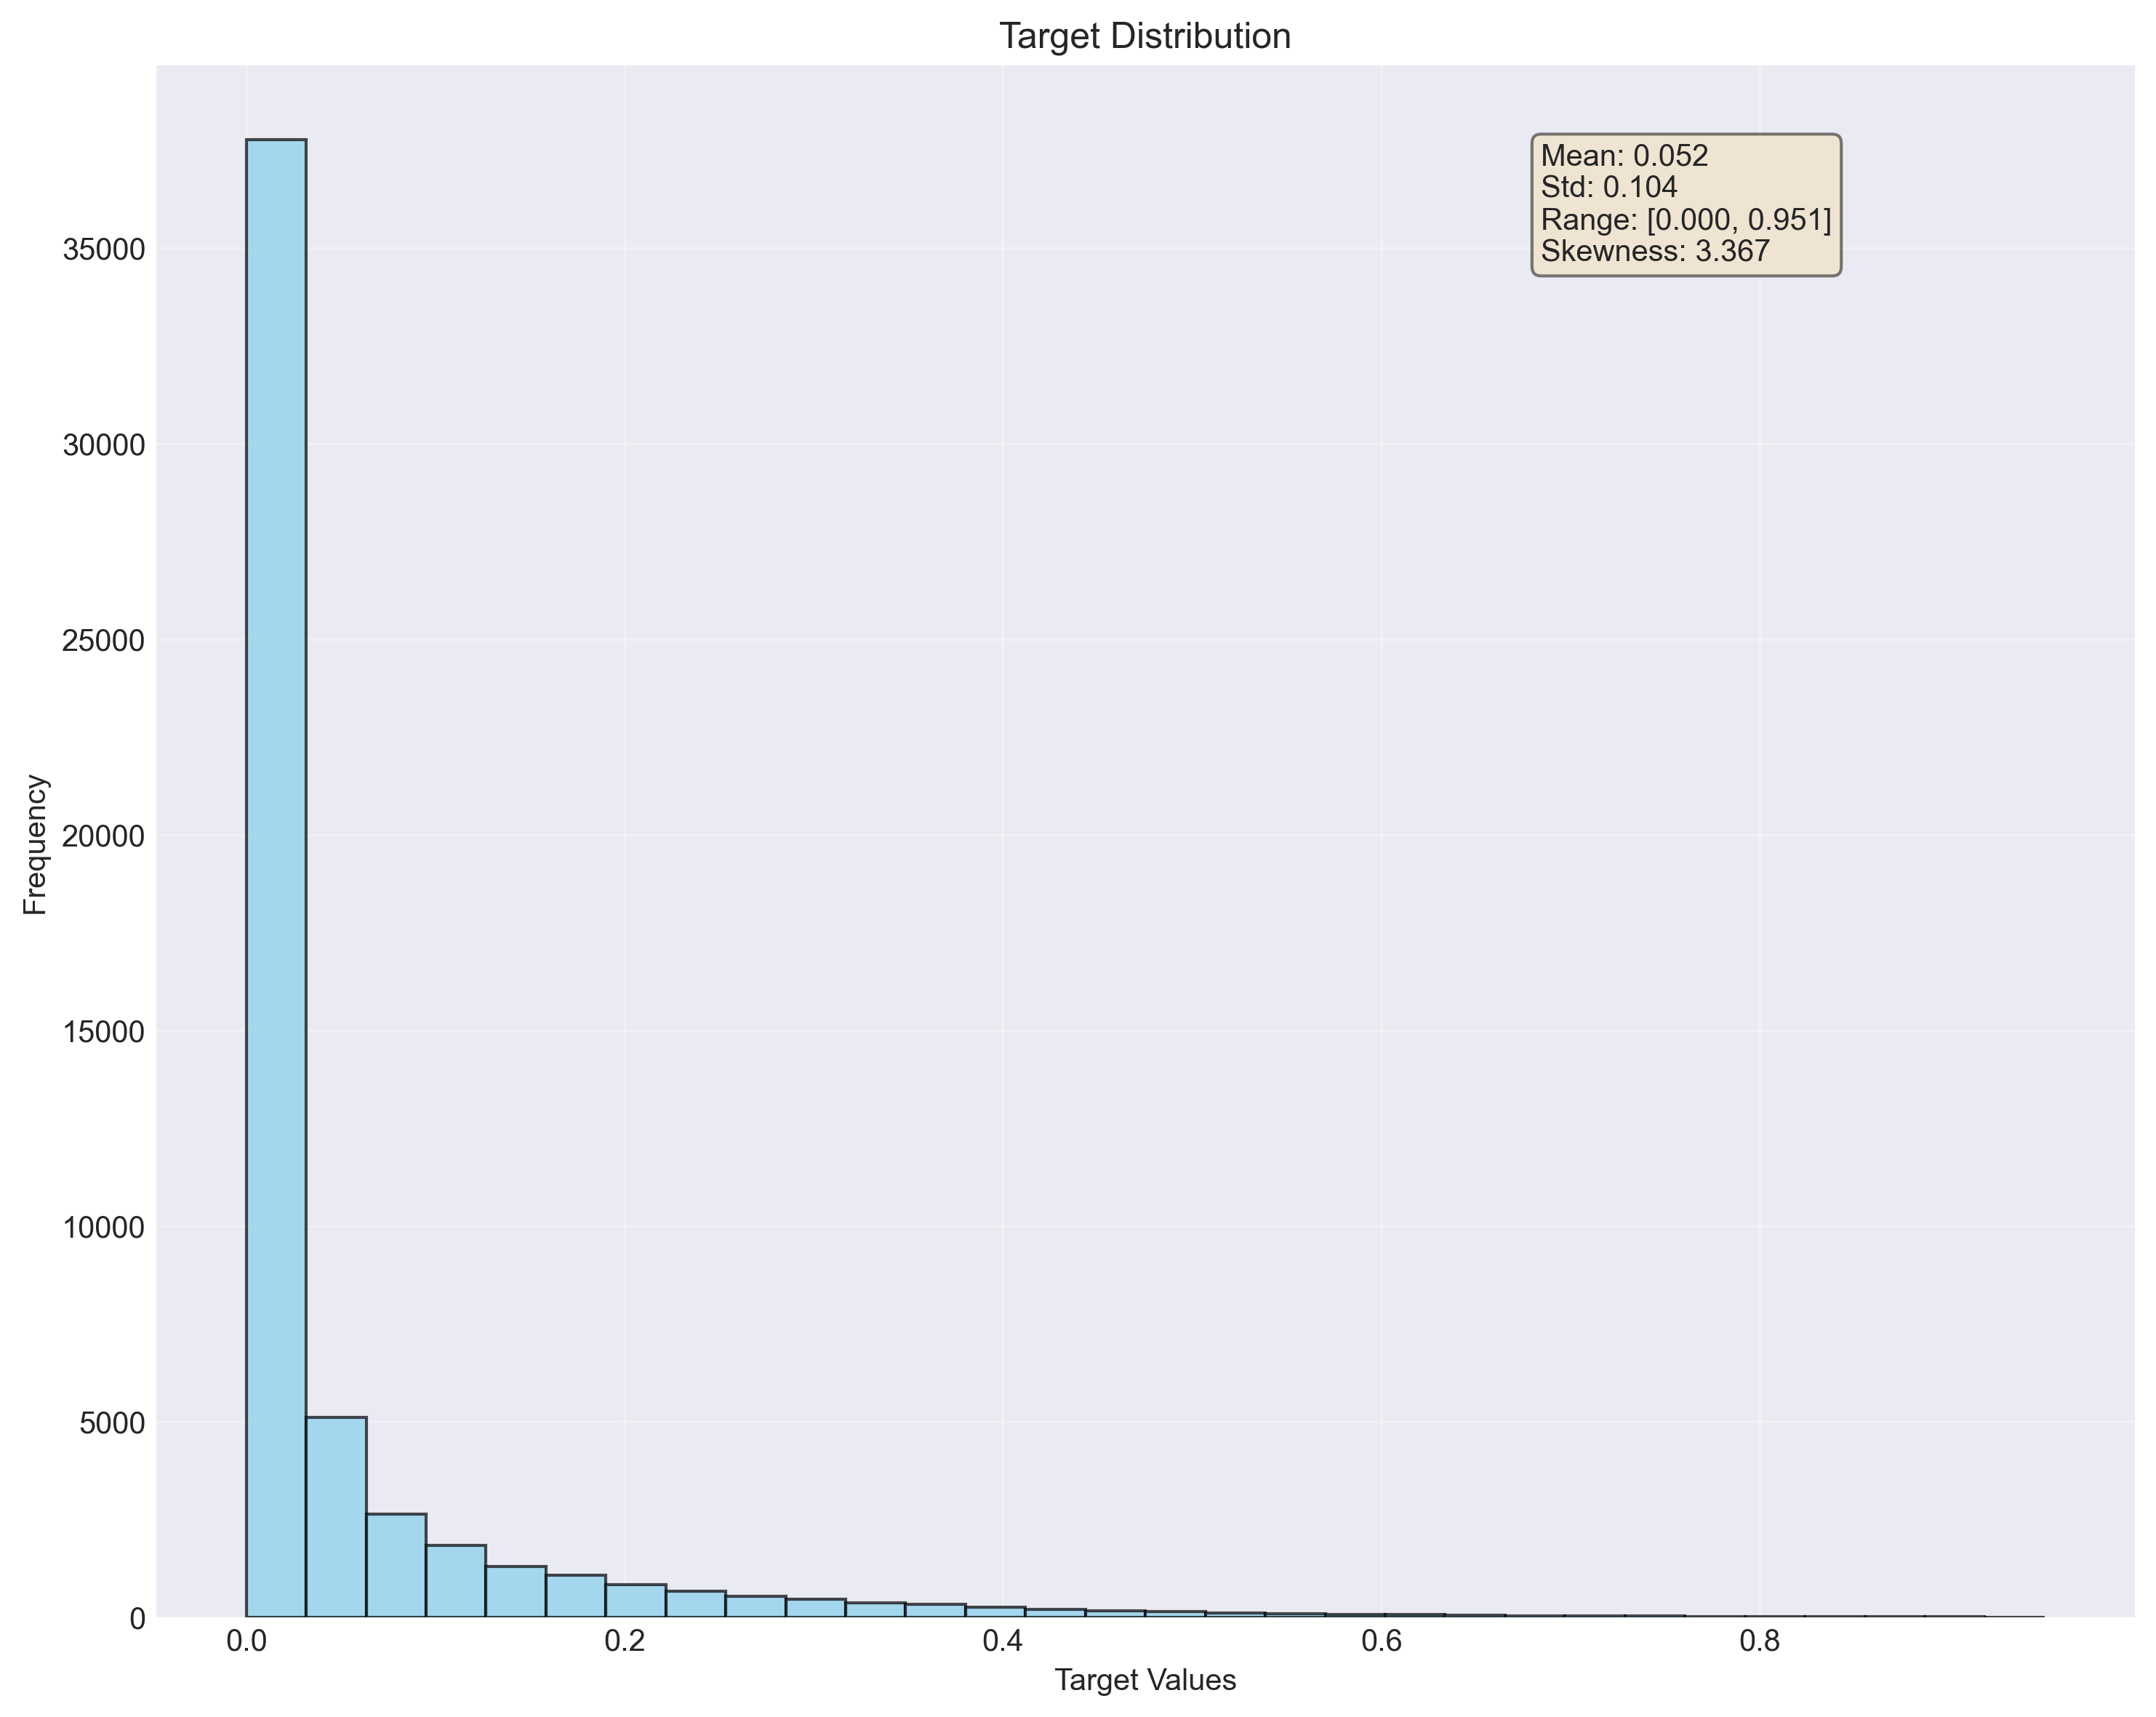 Target Distribution
Mean: 0.052
Std: 0.104
Range: [0.000, 0.951]
Skewness: 3.367
35000
30000
25000
20000
15000
10000
5000
0
Frequency
0.0 0.2 0.4 0.6 0.8
Target Values